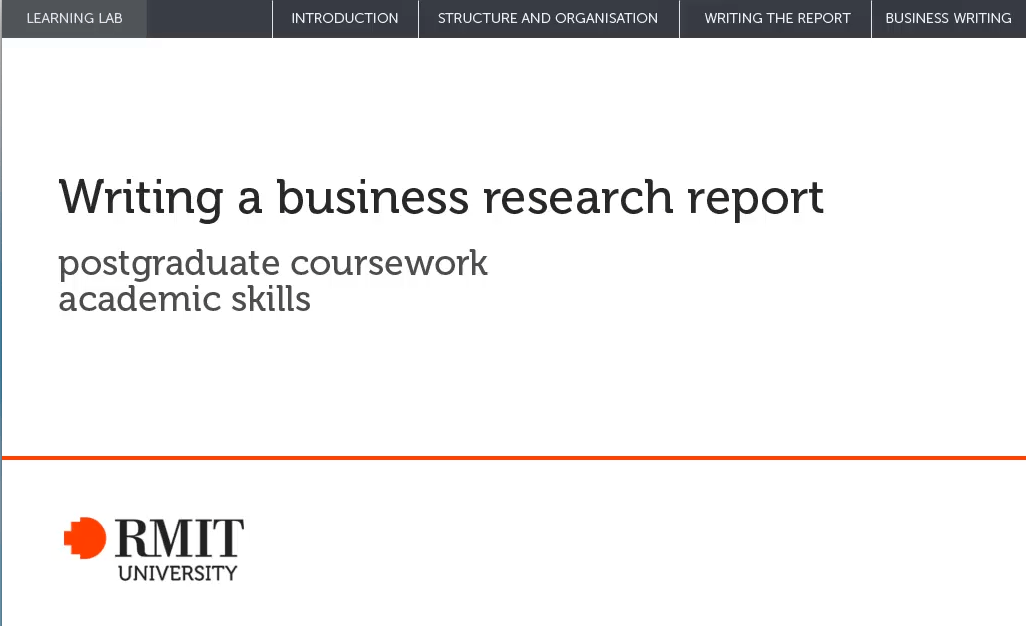 LEARNING LAB
INTRODUCTION
STRUCTURE AND ORGANISATION
WRITING THE REPORT
BUSINESS WRITING
Writing a business research report
postgraduate coursework
academic skills
RMIT
UNIVERSITY